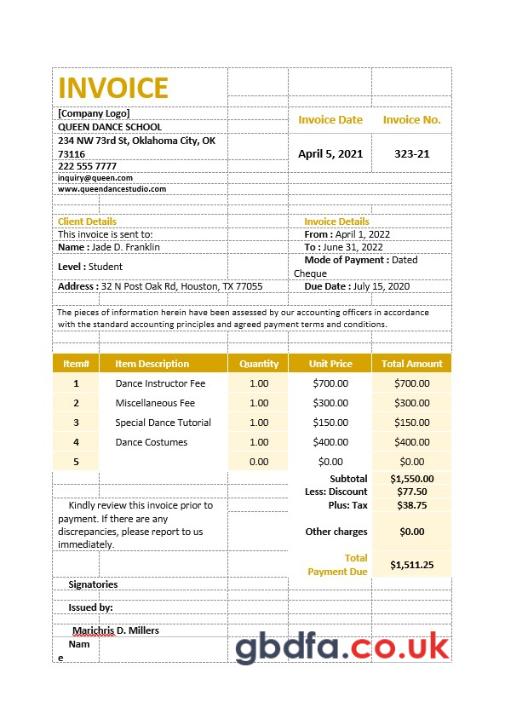 INVOICE
[Company Logo]
QUEEN DANCE SCHOOL
234 NW 73rd St, Oklahoma City, OK
73116
222 555 7777
inquiry@queen.com
www.queendancestudio.com
Invoice Date Invoice No.
April 5, 2021 323-21
Client Details
This invoice is sent to:
Name : Jade D. Franklin
Level : Student
Address : 32 N Post Oak Rd, Houston, TX 77055
Invoice Details
From : April 1, 2022
To : June 31, 2022
Mode of Payment : Dated
Cheque
Due Date : July 15, 2020
The pieces of information herein have been assessed by our accounting officers in accordance
with the standard accounting principles and agreed payment terms and conditions.
Item# Item Description Quantity Unit Price Total Amount
1 Dance Instructor Fee 1.00 $700.00 $700.00
2 Miscellaneous Fee 1.00 $300.00 $300.00
3 Special Dance Tutorial 1.00 $150.00 $150.00
4 Dance Costumes 1.00 $400.00 $400.00
5 0.00 $0.00 $0.00
Subtotal $1,550.00
Less: Discount $77.50
Plus: Tax $38.75
Kindly review this invoice prior to
payment. If there are any
discrepancies, please report to us
immediately.
Other charges $0.00
Total
Payment Due $1,511.25
Signatories
Issued by:
Marichris D. Millers
Nam
e
gbdfa.co.uk